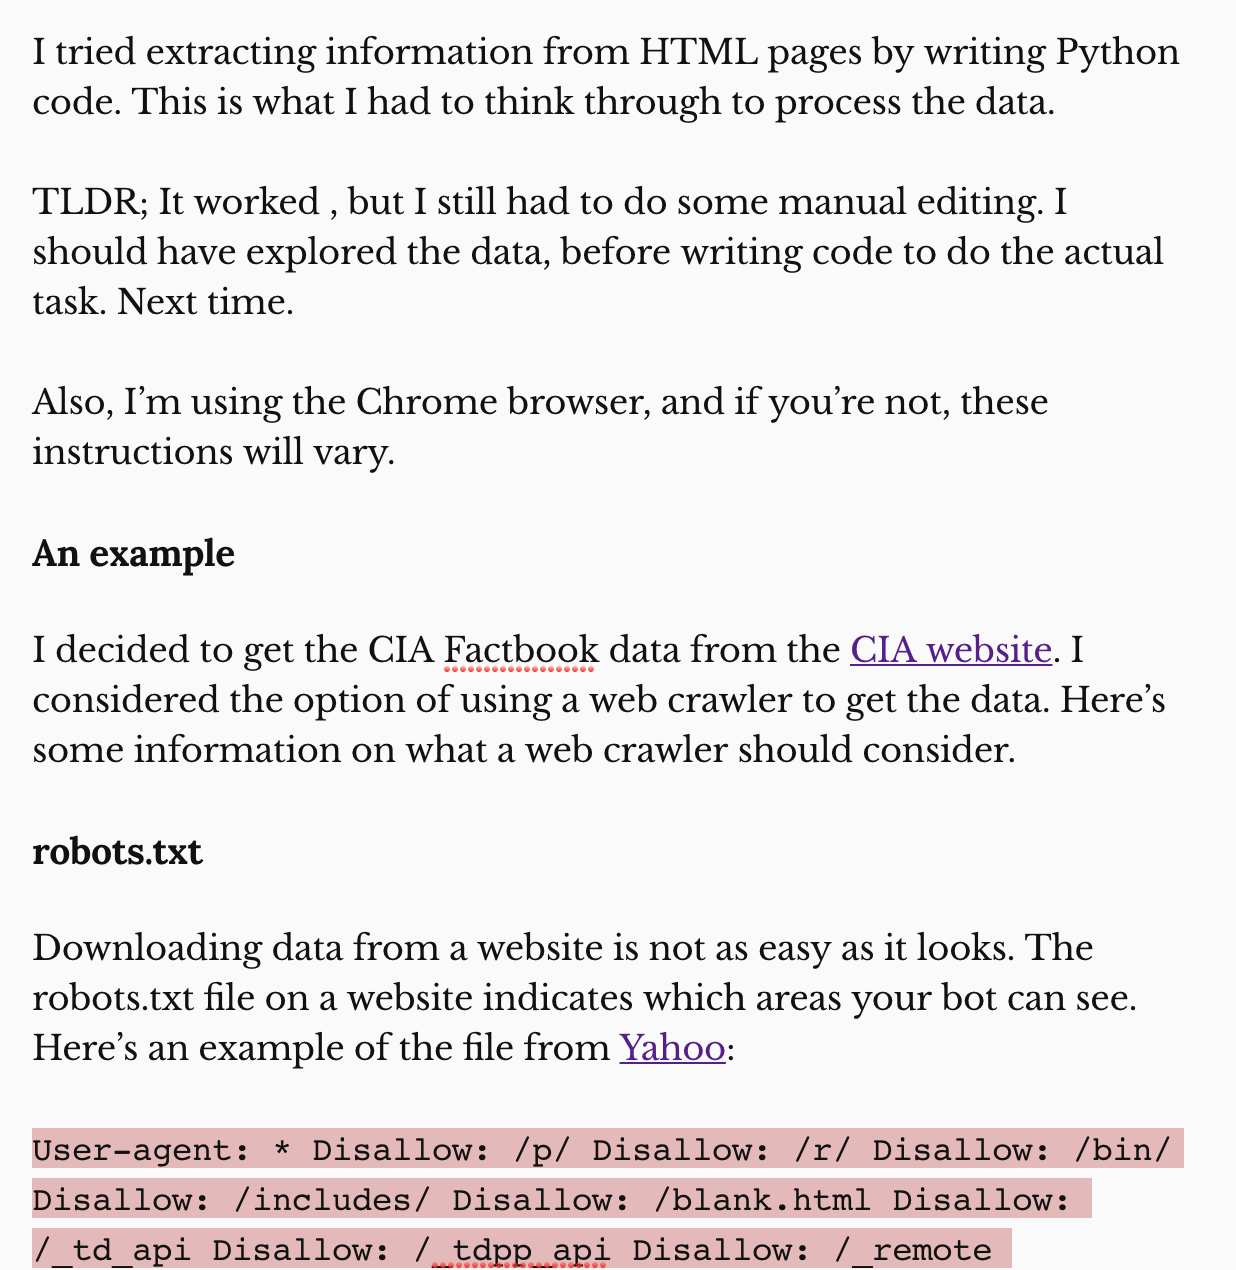 I tried extracting information from HTML pages by writing Python
code. This is what I had to think through to process the data.
TLDR; It worked , but I still had to do some manual editing. I
should have explored the data, before writing code to do the actual
task. Next time.
Also, I’m using the Chrome browser, and if you’re not, these
instructions will vary.
An example
I decided to get the CIA Factbook data from the CIA website. I
considered the option of using a web crawler to get the data. Here’s
some information on what a web crawler should consider.
robots.txt
Downloading data from a website is not as easy as it looks. The
robots.txt file on a website indicates which areas your bot can see.
Here’s an example of the file from Yahoo:
User-agent: * Disallow: /p/ Disallow: /r/ Disallow: /bin/
Disallow: /includes/ Disallow: /blank.html Disallow:
/_td_api Disallow: /_tdpp_api Disallow: /_remote